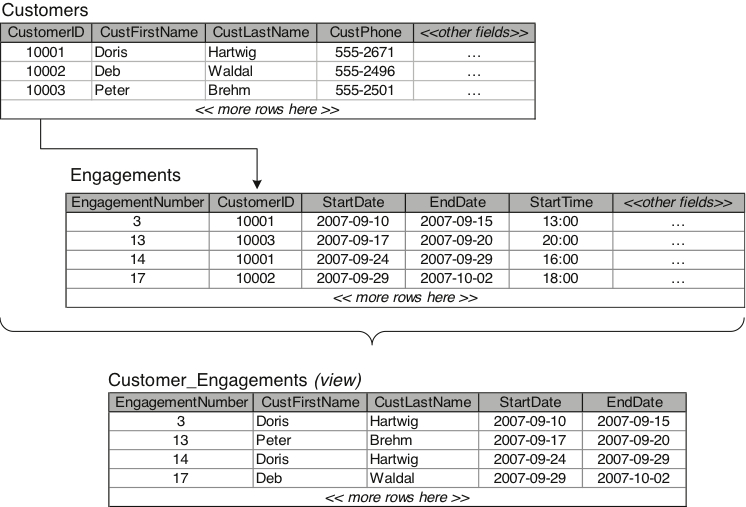 Customers
CustomerID CustFirstName CustLastName CustPhone <<other fields>>
10001 Doris Hartwig 555-2671 ...
10002 Deb Waldal 555-2496 ...
10003 Peter Brehm 555-2501 ...
<< more rows here >>
Engagements
EngagementNumber CustomerID StartDate EndDate StartTime <<other fields>>
3 10001 2007-09-10 2007-09-15 13:00 ...
13 10003 2007-09-17 2007-09-20 20:00 ...
14 10001 2007-09-24 2007-09-29 16:00 ...
17 10002 2007-09-29 2007-10-02 18:00 ...
<< more rows here >>
Customer_Engagements (view)
EngagementNumber CustFirstName CustLastName StartDate EndDate
3 Doris Hartwig 2007-09-10 2007-09-15
13 Peter Brehm 2007-09-17 2007-09-20
14 Doris Hartwig 2007-09-24 2007-09-29
17 Deb Waldal 2007-09-29 2007-10-02
<< more rows here >>